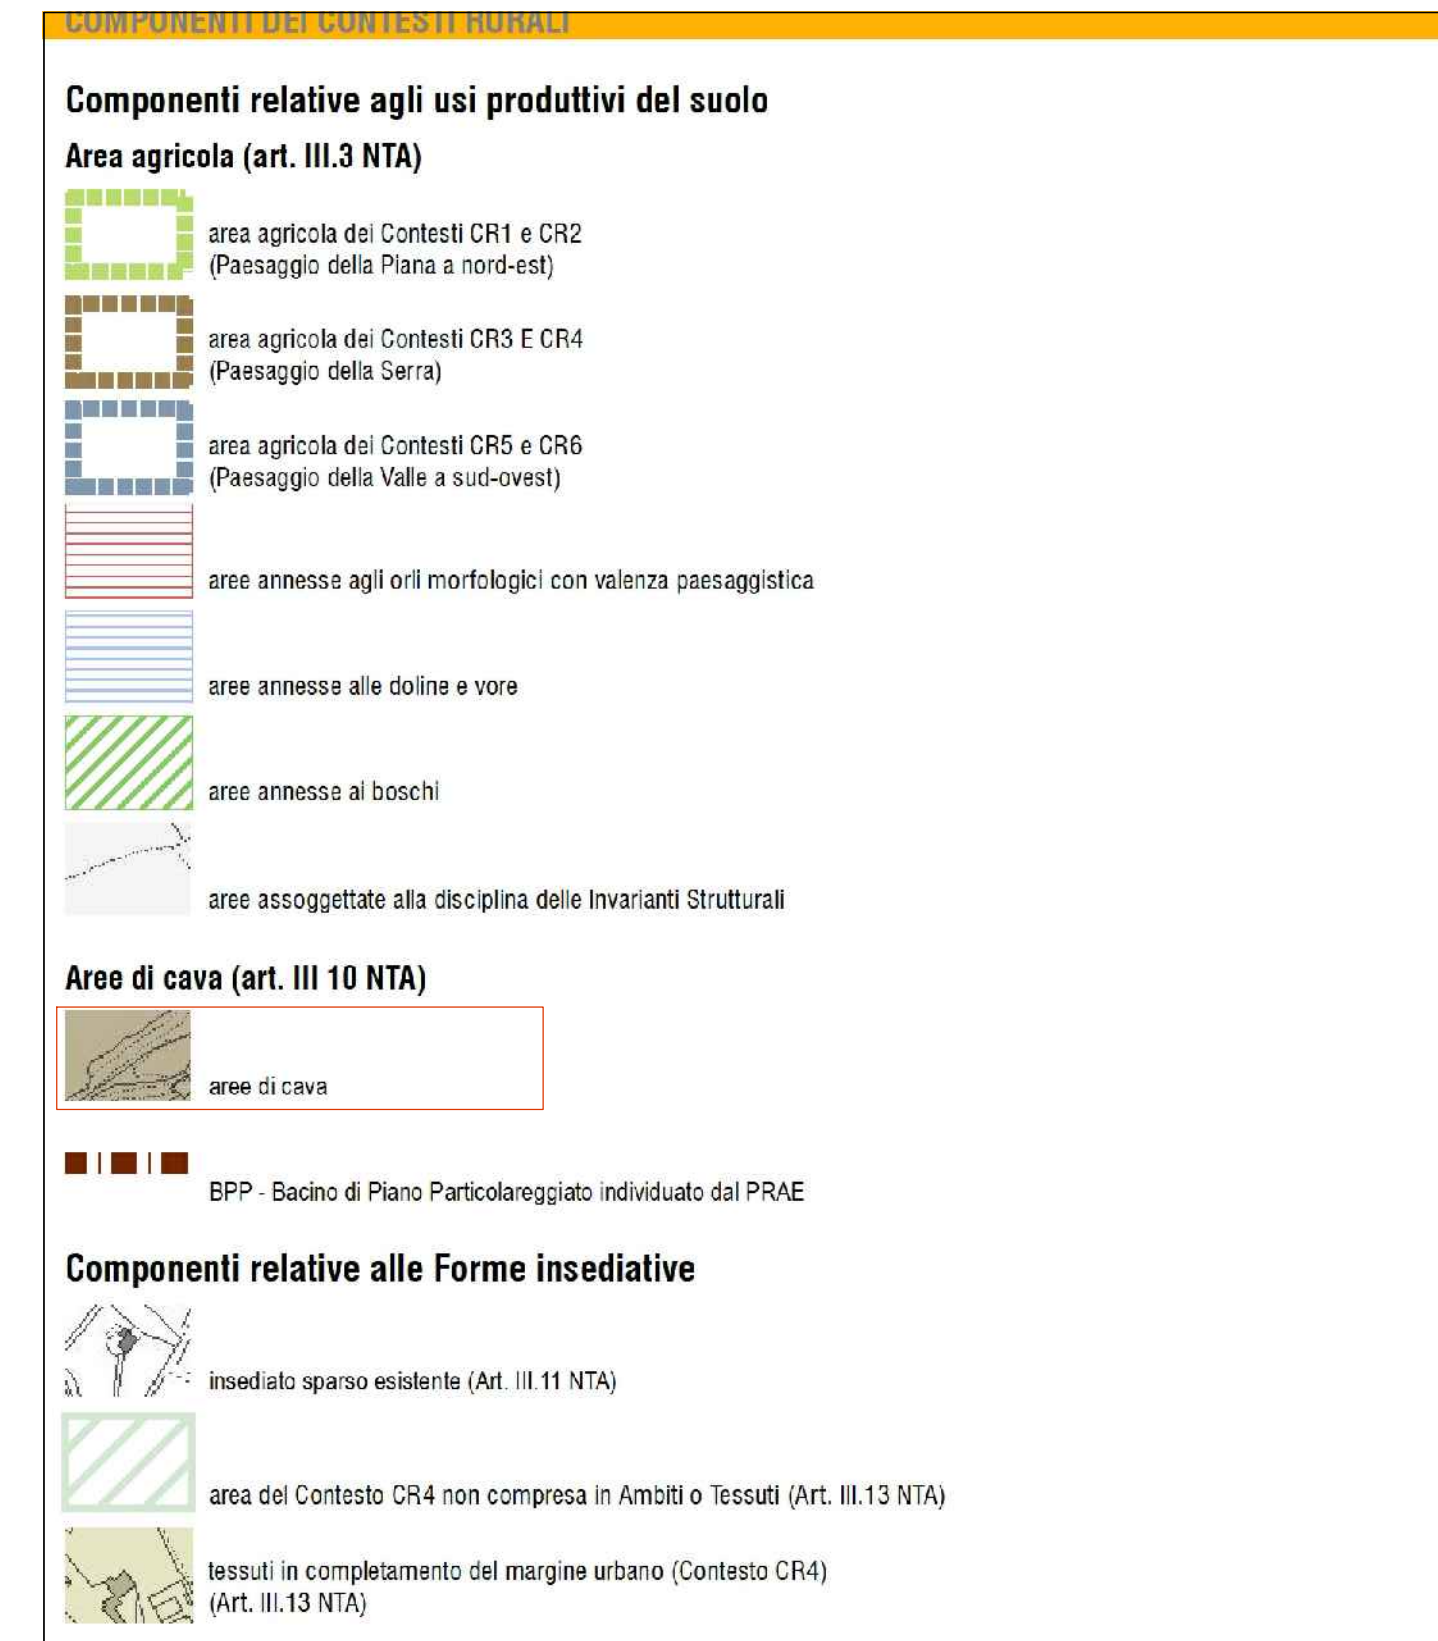 COMPONENTI DEI CONTESTI RURALI
Componenti relative agli usi produttivi del suolo
Area agricola (art. III.3 NTA)
area agricola dei Contesti CR1 e CR2
(Paesaggio della Piana a nord-est)
area agricola dei Contesti CR3 E CR4
(Paesaggio della Serra)
area agricola dei Contesti CR5 e CR6
(Paesaggio della Valle a sud-ovest)
aree annesse agli orli morfologici con valenza paesaggistica
aree annesse alle doline e vore
aree annesse ai boschi
aree assoggettate alla disciplina delle Invarianti Strutturali
Aree di cava (art. III 10 NTA)
aree di cava
BPP - Bacino di Piano Particolareggiato individuato dal PRAE
Componenti relative alle Forme insediative
insediato sparso esistente (Art. III.11 NTA)
area del Contesto CR4 non compresa in Ambiti o Tessuti (Art. III.13 NTA)
tessuti in completamento del margine urbano (Contesto CR4)
(Art. III.13 NTA)